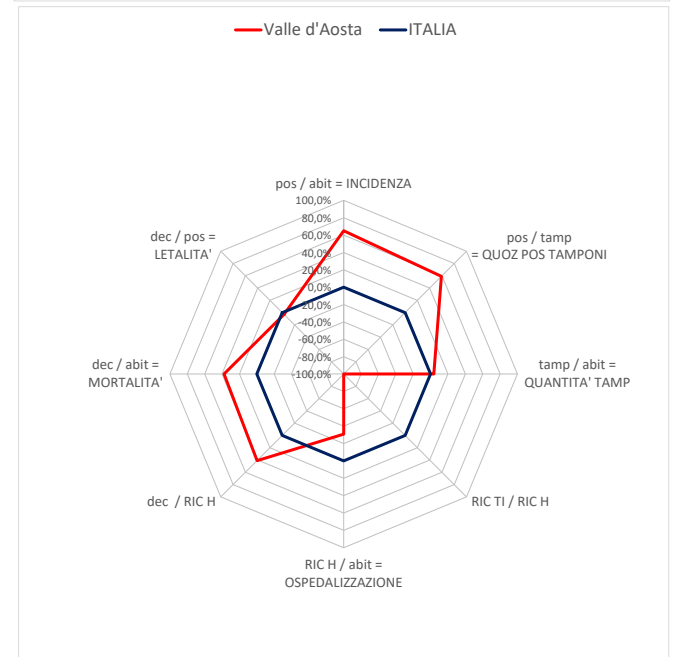 Valle d'Aosta ITALIA
pos / abit = INCIDENZA
100,0%
80,0%
60,0%
40,0%
20,0%
0,0%
-20,0%
-40,0%
-60,0%
-80,0%
-100,0%
pos / tamp
= QUOZ POS TAMPONI
tamp / abit =
QUANTITA' TAMP
RIC TI / RIC H
RIC H / abit =
OSPEDALIZZAZIONE
dec / RIC H
dec / abit =
MORTALITA'
dec / pos =
LETALITA'